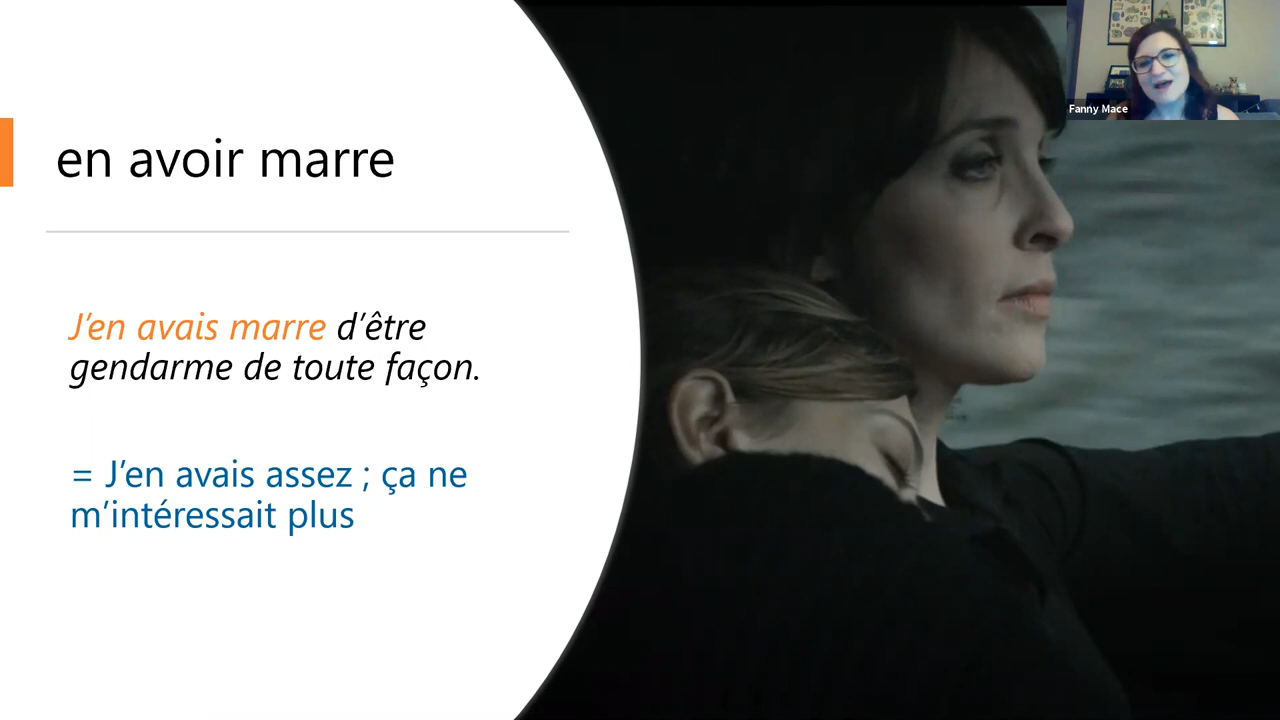 Fanny Mace
en avoir marre
J’en avais marre d’être
gendarme de toute façon.
= J’en avais assez ; ça ne
m’intéressait plus